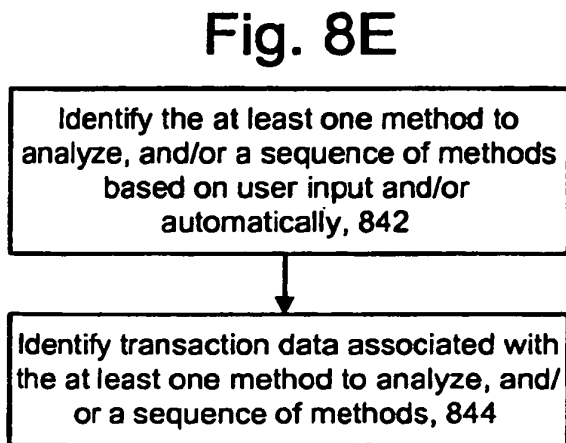 Fig. 8E
Identify the at least one method to
analyze, and/or a sequence of methods
based on user input and/or
automatically, 842
Identify transaction data associated with
the at least one method to analyze, and/
or a sequence of methods, 844